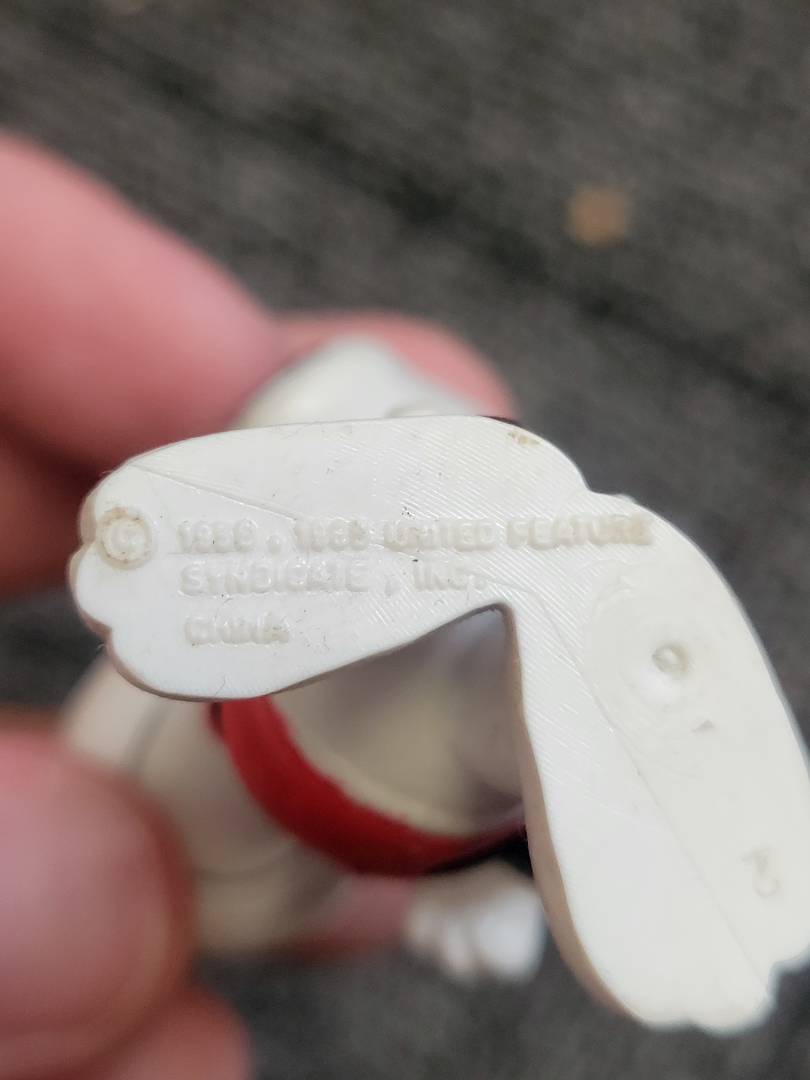 © UNITED FEATURE
SYNDICATE , INC.
CHINA